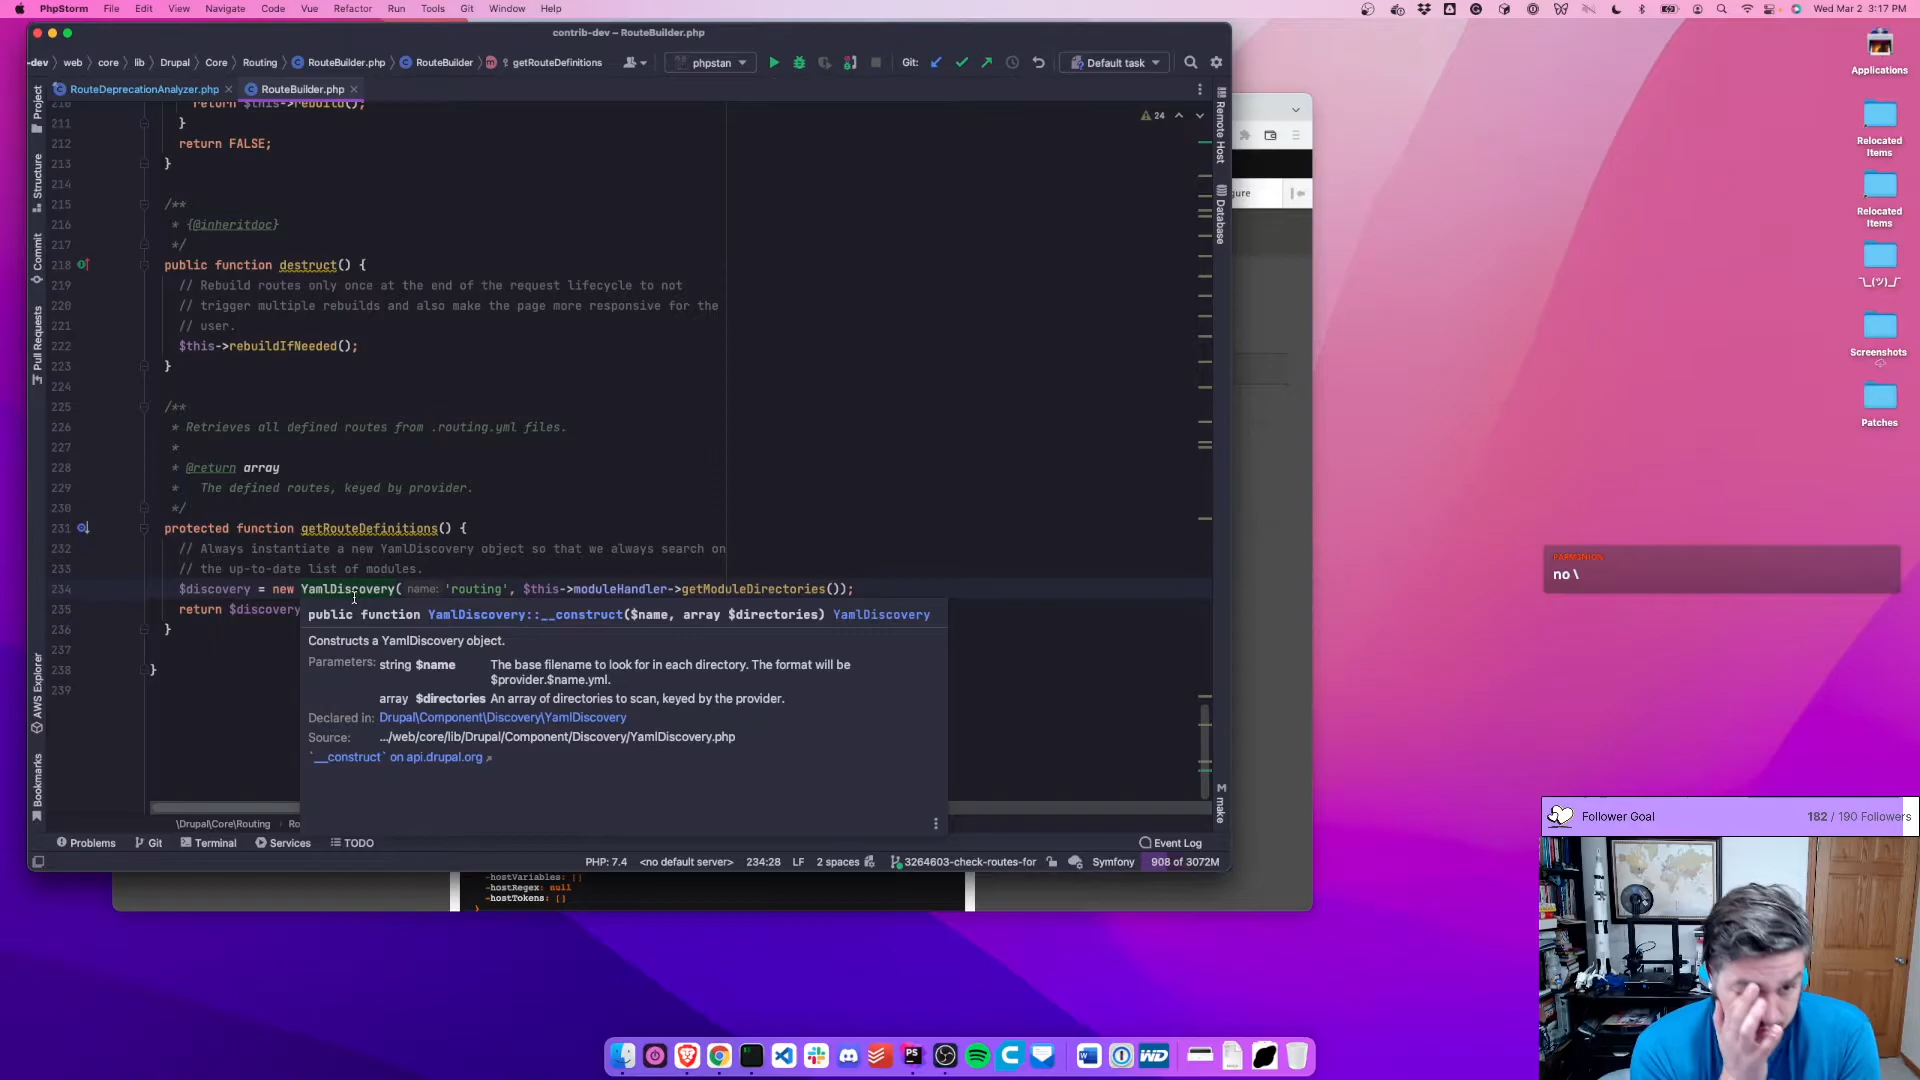 PhpStorm File Edit View Navigate Code Vue Refactor Run Tools Git Window Help
Wed Mar 2 3:17 PM
contrib-dev – RouteBuilder.php
-dev web core lib Drupal Core Routing RouteBuilder.php RouteBuilder getRouteDefinitions
phpstan
Git:
Default task
RouteDeprecationAnalyzer.php
RouteBuilder.php
Project
Structure
Commit
Pull Requests
AWS Explorer
Bookmarks
Remote Host
Database
make
24
210 return $this->rebuild();
211 }
212 return FALSE;
213 }
214
215 /**
216 * {@inheritdoc}
217 */
218 public function destruct() {
219 // Rebuild routes only once at the end of the request lifecycle to not
220 // trigger multiple rebuilds and also make the page more responsive for the
221 // user.
222 $this->rebuildIfNeeded();
223 }
224
225 /**
226 * Retrieves all defined routes from .routing.yml files.
227 *
228 * @return array
229 * The defined routes, keyed by provider.
230 */
231 protected function getRouteDefinitions() {
232 // Always instantiate a new YamlDiscovery object so that we always search on
233 // the up-to-date list of modules.
234 $discovery = new YamlDiscovery( name: 'routing', $this->moduleHandler->getModuleDirectories());
235 return $discovery
236 }
237
238 }
239
public function YamlDiscovery::__construct($name, array $directories) YamlDiscovery
Constructs a YamlDiscovery object.
Parameters: string $name The base filename to look for in each directory. The format will be
$provider.$name.yml.
array $directories An array of directories to scan, keyed by the provider.
Declared in: Drupal\Component\Discovery\YamlDiscovery
Source: .../web/core/lib/Drupal/Component/Discovery/YamlDiscovery.php
`__construct` on api.drupal.org
\Drupal\Core\Routing Ro
Problems Git Terminal Services TODO
Event Log
PHP: 7.4 <no default server> 234:28 LF 2 spaces 3264603-check-routes-for Symfony 908 of 3072M
gure
-hostVariables: []
-hostRegex: null
-hostTokens: []
}
Applications
Relocated
Items
Relocated
Items
¯\_(ツ)_/¯
Screenshots
Patches
PARM3NION
no \
Follower Goal 182 / 190 Followers
PS
WD